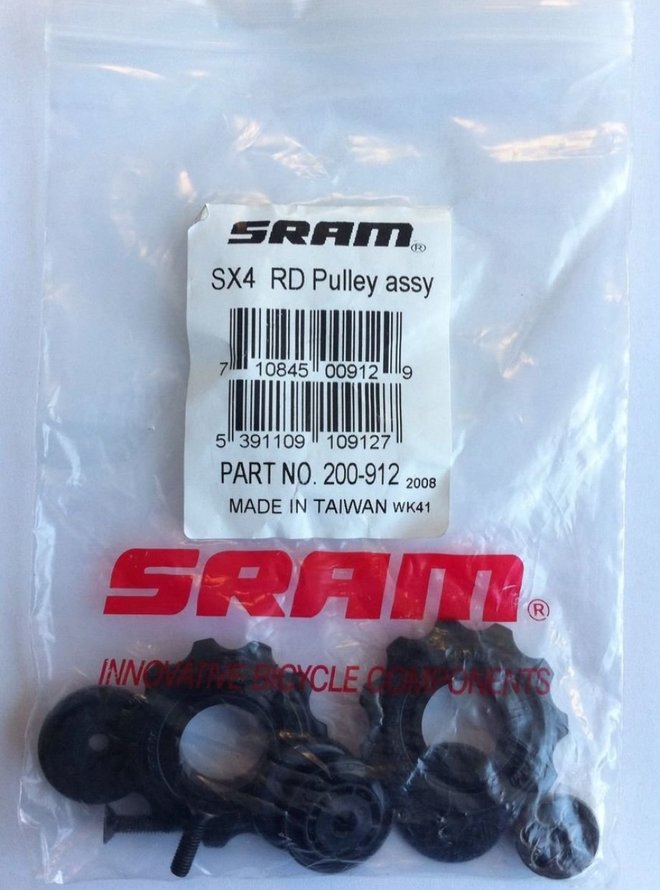 SRAM®
SX4 RD Pulley assy
7 10845 00912 9
5 391109 109127
PART NO. 200-912 2008
MADE IN TAIWAN WK41
SRAM®
INNOVATIVE BICYCLE COMPONENTS